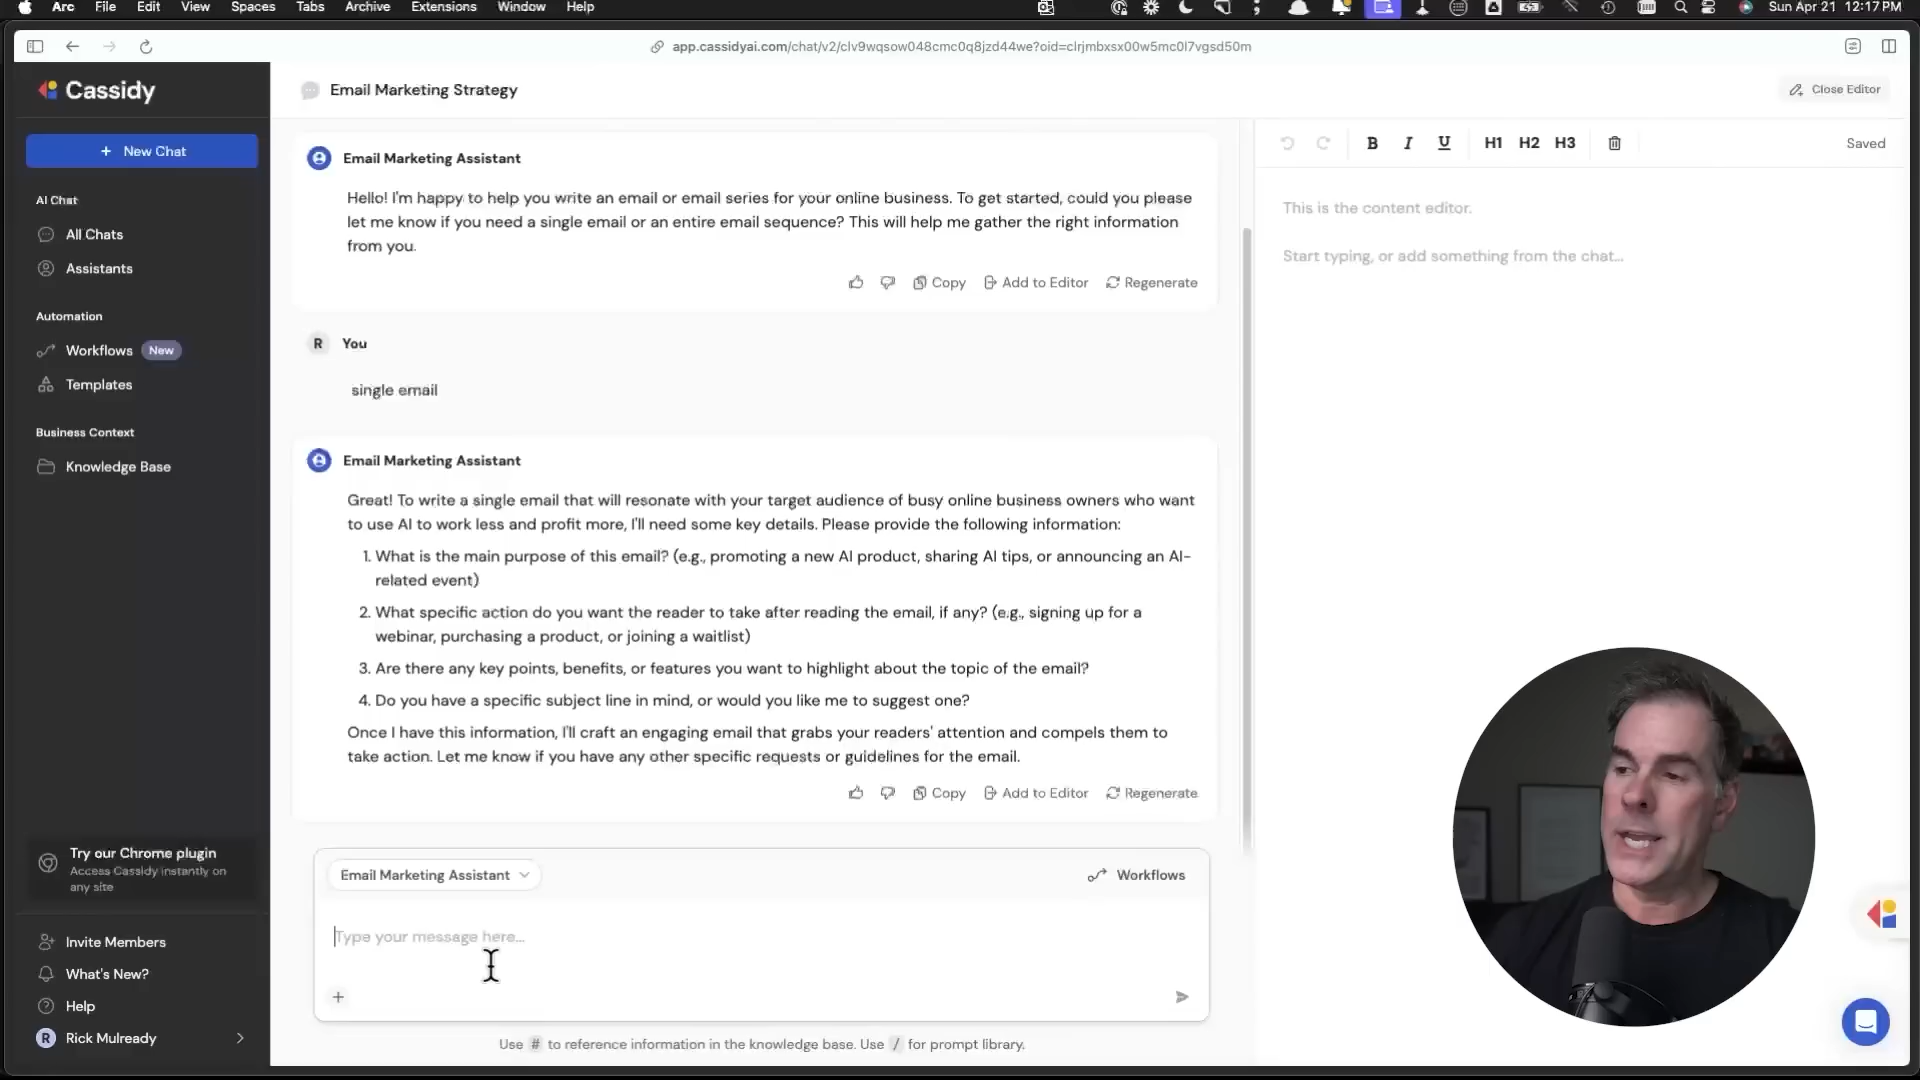 Arc File Edit View Spaces Tabs Archive Extensions Window Help Sun Apr 21 12:17 PM
app.cassidyai.com/chat/v2/clv9wqsow048cmc0q8jzd44we?oid=clrjmbxsx00w5mc0l7vgsd50m
Cassidy
Email Marketing Strategy
Close Editor
+ New Chat
AI Chat
All Chats
Assistants
Automation
Workflows New
Templates
Business Context
Knowledge Base
Try our Chrome plugin
Access Cassidy instantly on
any site
Invite Members
What's New?
Help
R Rick Mulready
Email Marketing Assistant
Hello! I'm happy to help you write an email or email series for your online business. To get started, could you please
let me know if you need a single email or an entire email sequence? This will help me gather the right information
from you.
Copy Add to Editor Regenerate
R You
single email
Email Marketing Assistant
Great! To write a single email that will resonate with your target audience of busy online business owners who want
to use AI to work less and profit more, I'll need some key details. Please provide the following information:
1. What is the main purpose of this email? (e.g., promoting a new AI product, sharing AI tips, or announcing an AI-
related event)
2. What specific action do you want the reader to take after reading the email, if any? (e.g., signing up for a
webinar, purchasing a product, or joining a waitlist)
3. Are there any key points, benefits, or features you want to highlight about the topic of the email?
4. Do you have a specific subject line in mind, or would you like me to suggest one?
Once I have this information, I'll craft an engaging email that grabs your readers' attention and compels them to
take action. Let me know if you have any other specific requests or guidelines for the email.
Copy Add to Editor Regenerate
Email Marketing Assistant Workflows
Type your message here...
+
Use # to reference information in the knowledge base. Use / for prompt library.
B I U H1 H2 H3 Saved
This is the content editor.
Start typing, or add something from the chat...